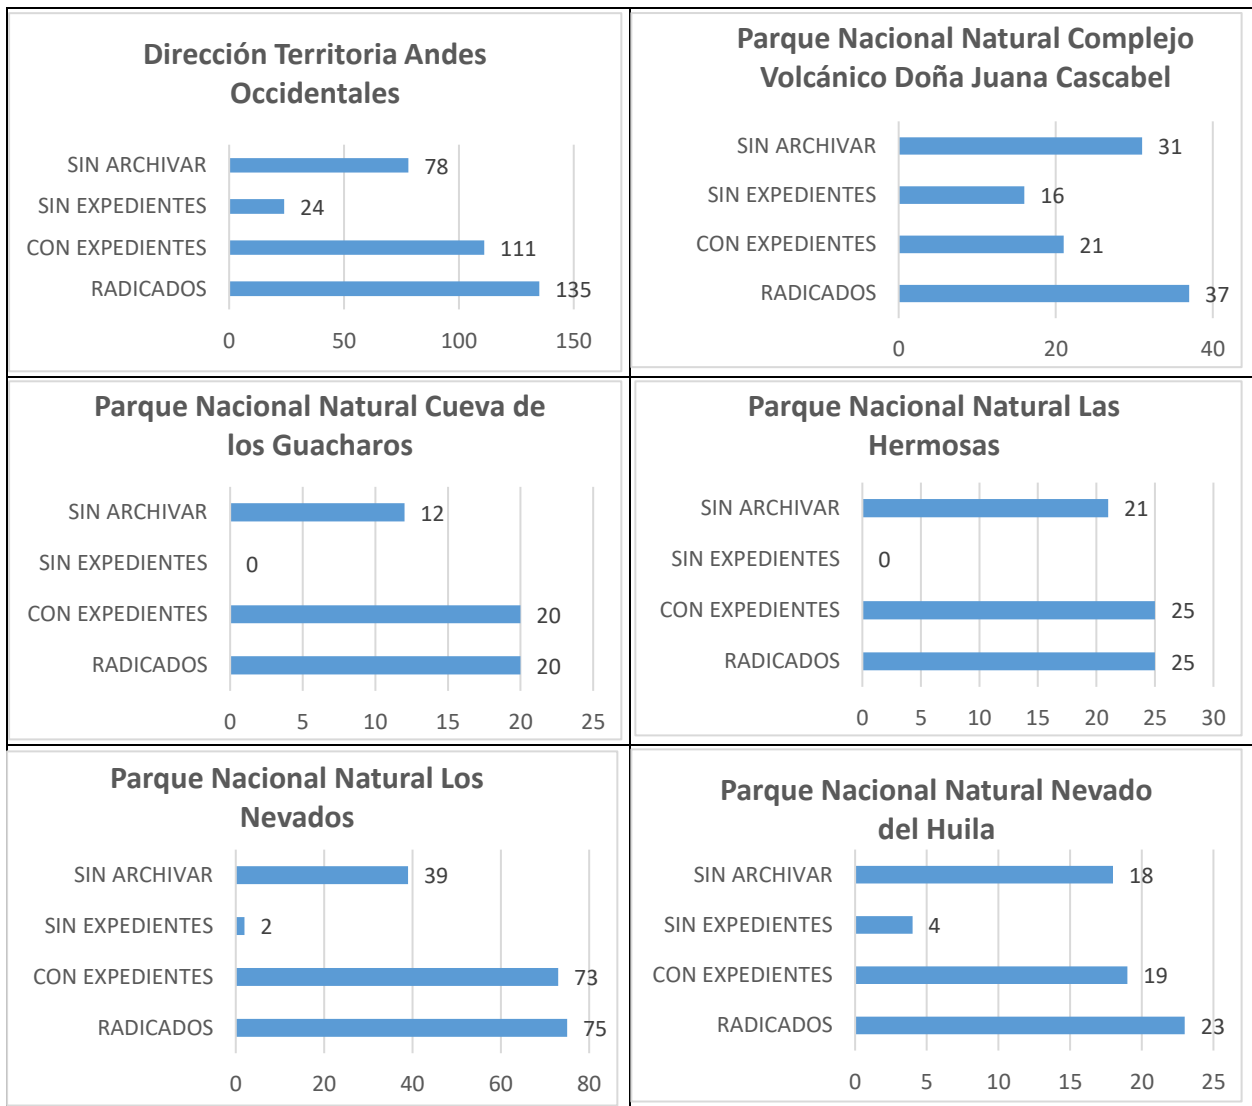 Dirección Territoria Andes
Occidentales
SIN ARCHIVAR 78
SIN EXPEDIENTES 24
CON EXPEDIENTES 111
RADICADOS 135
0 50 100 150
Parque Nacional Natural Complejo
Volcánico Doña Juana Cascabel
SIN ARCHIVAR 31
SIN EXPEDIENTES 16
CON EXPEDIENTES 21
RADICADOS 37
0 20 40
Parque Nacional Natural Cueva de
los Guacharos
SIN ARCHIVAR 12
SIN EXPEDIENTES 0
CON EXPEDIENTES 20
RADICADOS 20
0 5 10 15 20 25
Parque Nacional Natural Las
Hermosas
SIN ARCHIVAR 21
SIN EXPEDIENTES 0
CON EXPEDIENTES 25
RADICADOS 25
0 5 10 15 20 25 30
Parque Nacional Natural Los
Nevados
SIN ARCHIVAR 39
SIN EXPEDIENTES 2
CON EXPEDIENTES 73
RADICADOS 75
0 20 40 60 80
Parque Nacional Natural Nevado
del Huila
SIN ARCHIVAR 18
SIN EXPEDIENTES 4
CON EXPEDIENTES 19
RADICADOS 23
0 5 10 15 20 25